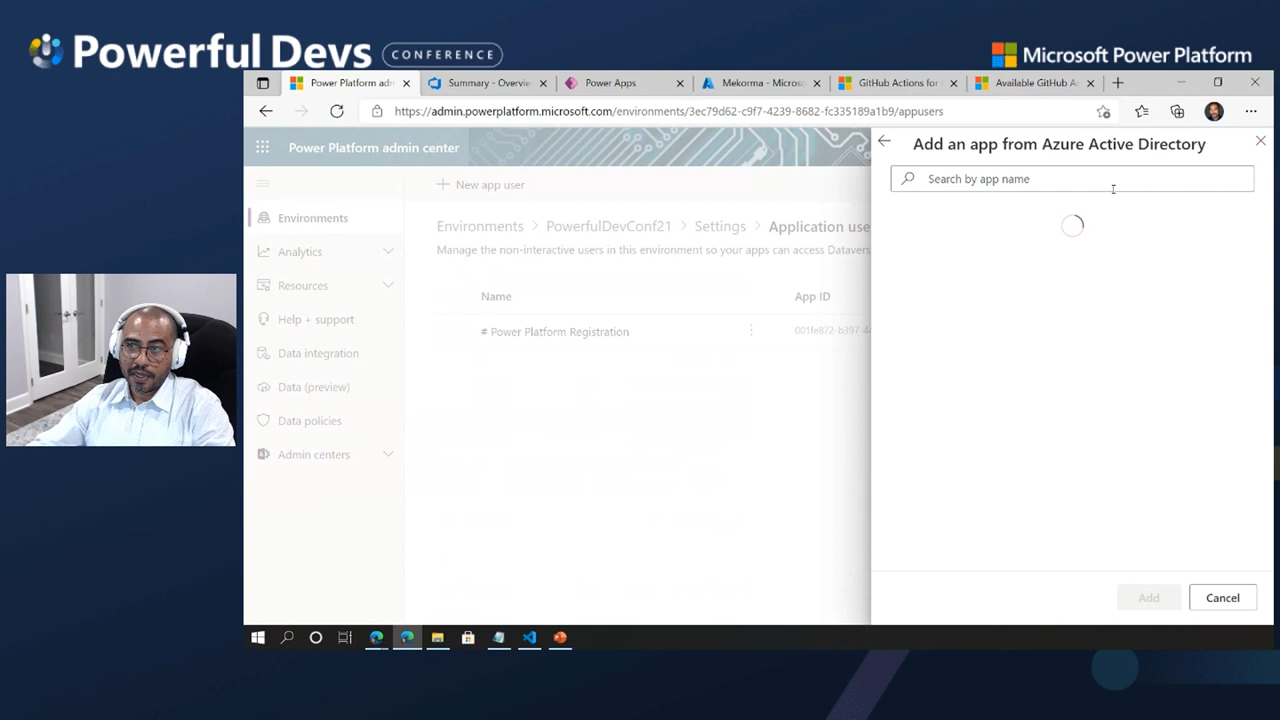 Powerful Devs CONFERENCE
Microsoft Power Platform
Power Platform adm
Summary - Overvie
Power Apps
Mekorma - Micros
GitHub Actions for
Available GitHub Ac
https://admin.powerplatform.microsoft.com/environments/3ec79d62-c9f7-4239-8682-fc335189a1b9/appusers
Power Platform admin center
Add an app from Azure Active Directory
Search by app name
New app user
Environments
Analytics
Resources
Help + support
Data integration
Data (preview)
Data policies
Admin centers
Environments > PowerfulDevConf21 > Settings > Application use
Manage the non-interactive users in this environment so your apps can access Datavers
Name App ID
# Power Platform Registration 001fe872-b397-4
Add Cancel